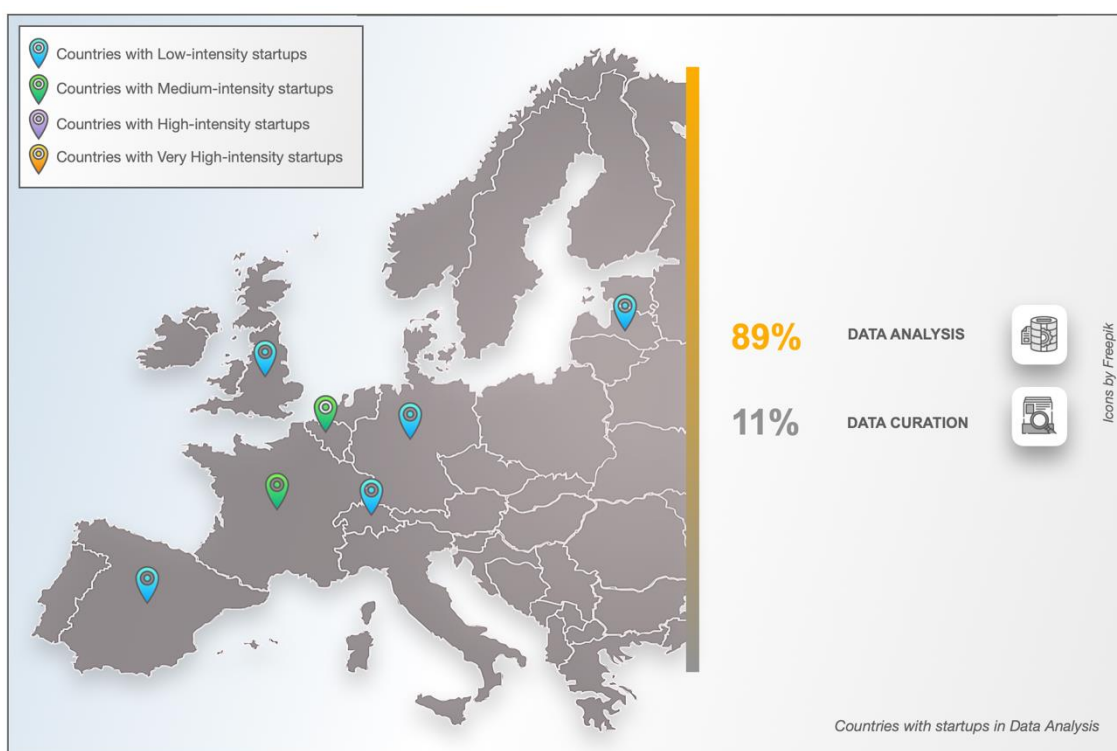 Countries with Low-intensity startups
Countries with Medium-intensity startups
Countries with High-intensity startups
Countries with Very High-intensity startups
89% DATA ANALYSIS
11% DATA CURATION
Icons by Freepik
Countries with startups in Data Analysis